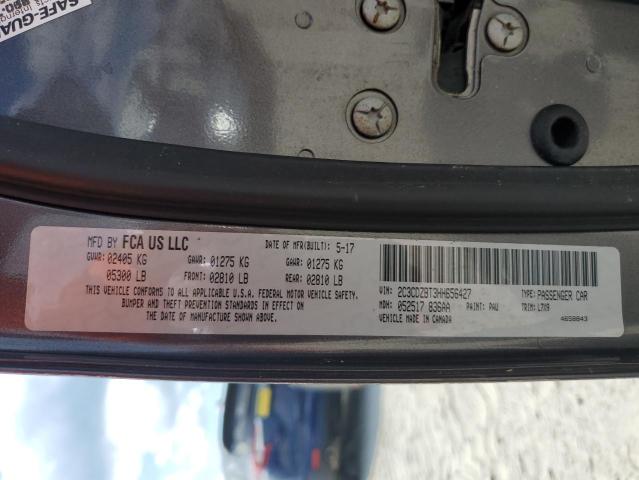 SAFE-GUA
MFD BY FCA US LLC
DATE OF MFR(BUILT): 5-17
GVWR: 02405 KG GAWR: 01275 KG GAWR: 01275 KG
05300 LB FRONT: 02810 LB REAR: 02810 LB
THIS VEHICLE CONFORMS TO ALL APPLICABLE U.S.A. FEDERAL MOTOR VEHICLE SAFETY,
BUMPER AND THEFT PREVENTION STANDARDS IN EFFECT ON
THE DATE OF MANUFACTURE SHOWN ABOVE.
VIN: 2C3CDZBT3HH656427 TYPE: PASSENGER CAR
MDH: 052517 836AA PAINT: PAU TRIM: L7X9
VEHICLE MADE IN CANADA 4658843